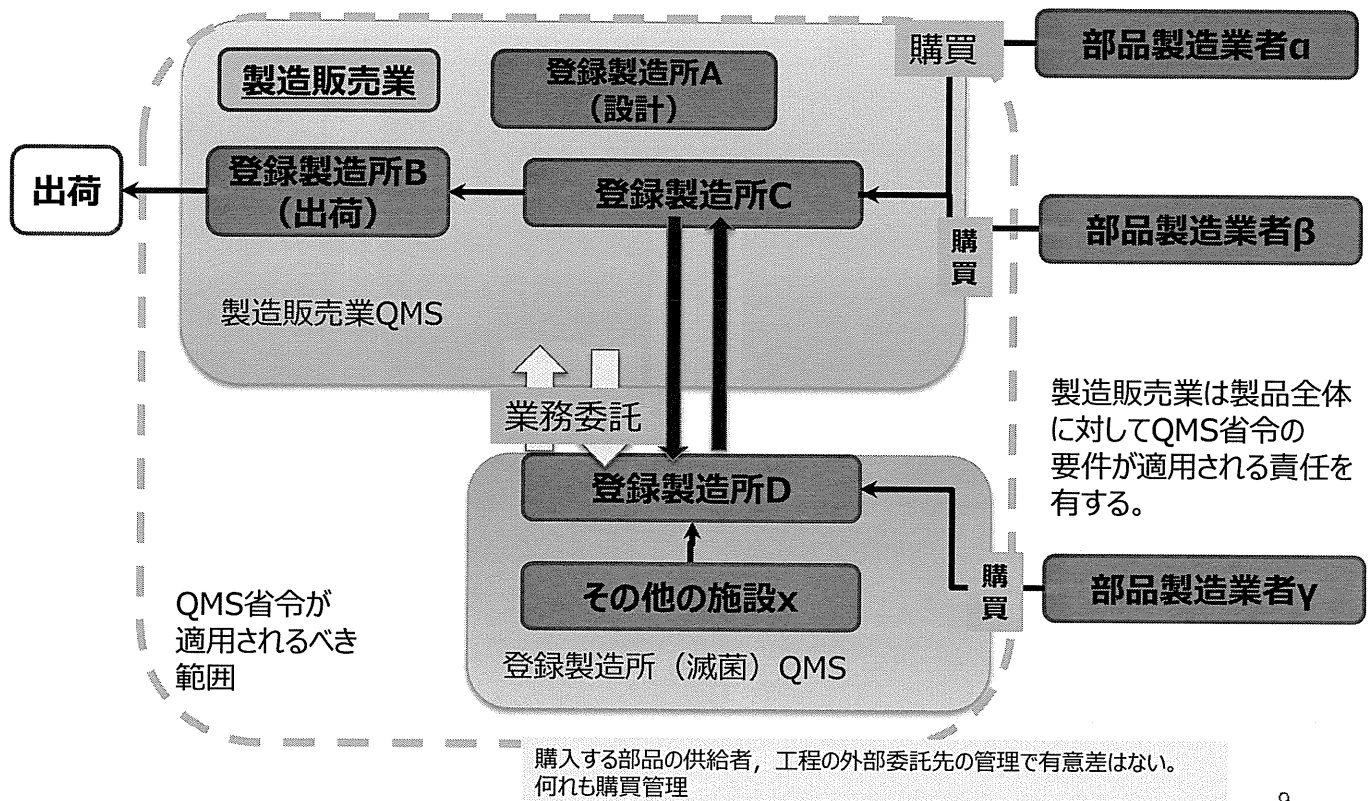 購買
部品製造業者α
製造販売業
登録製造所A
（設計）
出荷
登録製造所B
（出荷）
登録製造所C
購
買
部品製造業者β
製造販売業QMS
業務委託
製造販売業は製品全体
に対してQMS省令の
要件が適用される責任を
有する。
登録製造所D
その他の施設x
購
買
部品製造業者γ
QMS省令が
適用されるべき
範囲
登録製造所（滅菌）QMS
購入する部品の供給者，工程の外部委託先の管理で有意差はない。
何れも購買管理
9